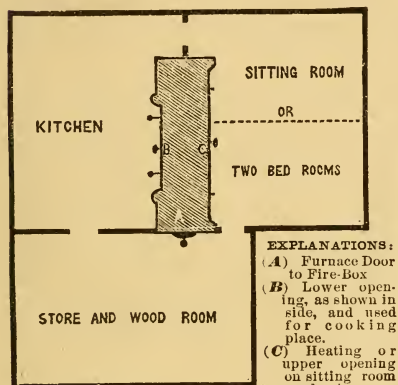 SITTING ROOM
OR
KITCHEN
B
C
TWO BED ROOMS
A
STORE AND WOOD ROOM
EXPLANATIONS:
(A) Furnace Door
to Fire-Box
(B) Lower open-
ing, as shown in
side, and used
for cooking
place.
(C) Heating or
upper opening
on sitting room